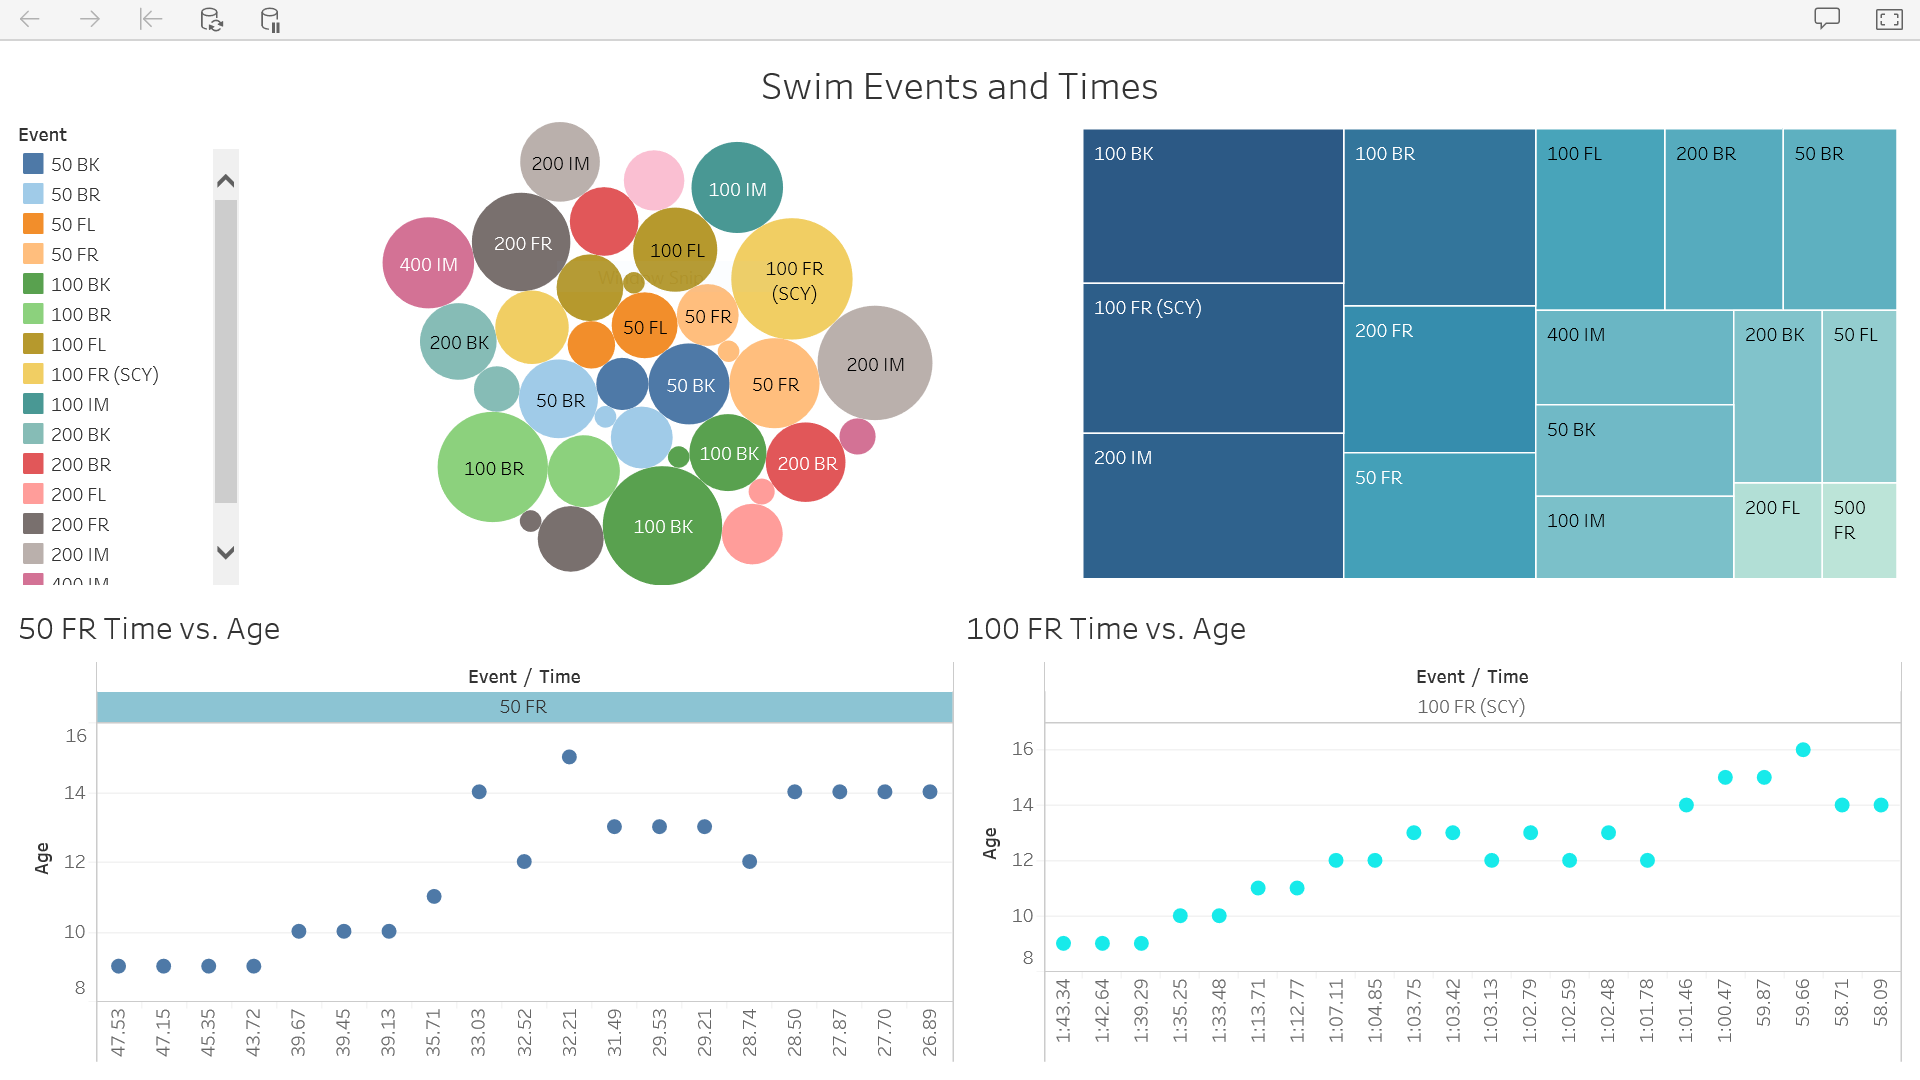 Swim Events and Times
Event
50 BK
50 BR
50 FL
50 FR
100 BK
100 BR
100 FL
100 FR (SCY)
100 IM
200 BK
200 BR
200 FL
200 FR
200 IM
400 IM
200 IM
100 IM
200 FR
100 FL
400 IM
100 FR
(SCY)
50 FL
50 FR
200 BK
200 IM
50 BK
50 FR
50 BR
100 BK
200 BR
100 BR
100 BK
100 BK
100 FR (SCY)
200 IM
100 BR
200 FR
50 FR
100 FL
200 BR
50 BR
400 IM
50 BK
100 IM
200 BK
50 FL
200 FL
500
FR
50 FR Time vs. Age
Event / Time
50 FR
Age
16
14
12
10
8
47.53
47.15
45.35
43.72
39.67
39.45
39.13
35.71
33.03
32.52
32.21
31.49
29.53
29.21
28.74
28.50
27.87
27.70
26.89
100 FR Time vs. Age
Event / Time
100 FR (SCY)
Age
16
14
12
10
8
1:43.34
1:42.64
1:39.29
1:35.25
1:33.48
1:13.71
1:12.77
1:07.11
1:04.85
1:03.75
1:03.42
1:03.13
1:02.79
1:02.59
1:02.48
1:01.78
1:01.46
1:00.47
59.87
59.66
58.71
58.09